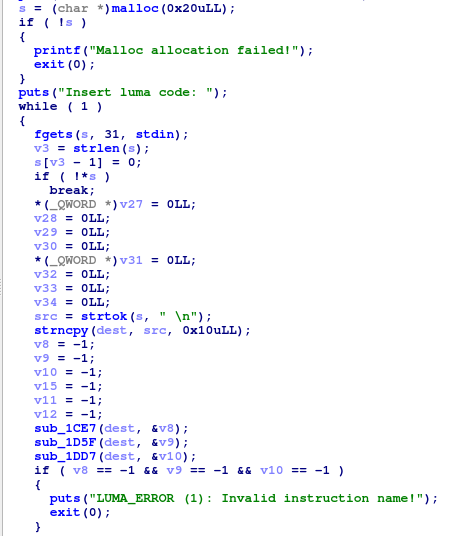 s = (char *)malloc(0x20uLL);
if ( !s )
{
printf("Malloc allocation failed!");
exit(0);
}
puts("Insert luma code: ");
while ( 1 )
{
fgets(s, 31, stdin);
v3 = strlen(s);
s[v3 - 1] = 0;
if ( !*s )
break;
*(_QWORD *)v27 = 0LL;
v28 = 0LL;
v29 = 0LL;
v30 = 0LL;
*(_QWORD *)v31 = 0LL;
v32 = 0LL;
v33 = 0LL;
v34 = 0LL;
src = strtok(s, " \n");
strncpy(dest, src, 0x10uLL);
v8 = -1;
v9 = -1;
v10 = -1;
v15 = -1;
v11 = -1;
v12 = -1;
sub_1CE7(dest, &v8);
sub_1D5F(dest, &v9);
sub_1DD7(dest, &v10);
if ( v8 == -1 && v9 == -1 && v10 == -1 )
{
puts("LUMA_ERROR (1): Invalid instruction name!");
exit(0);
}